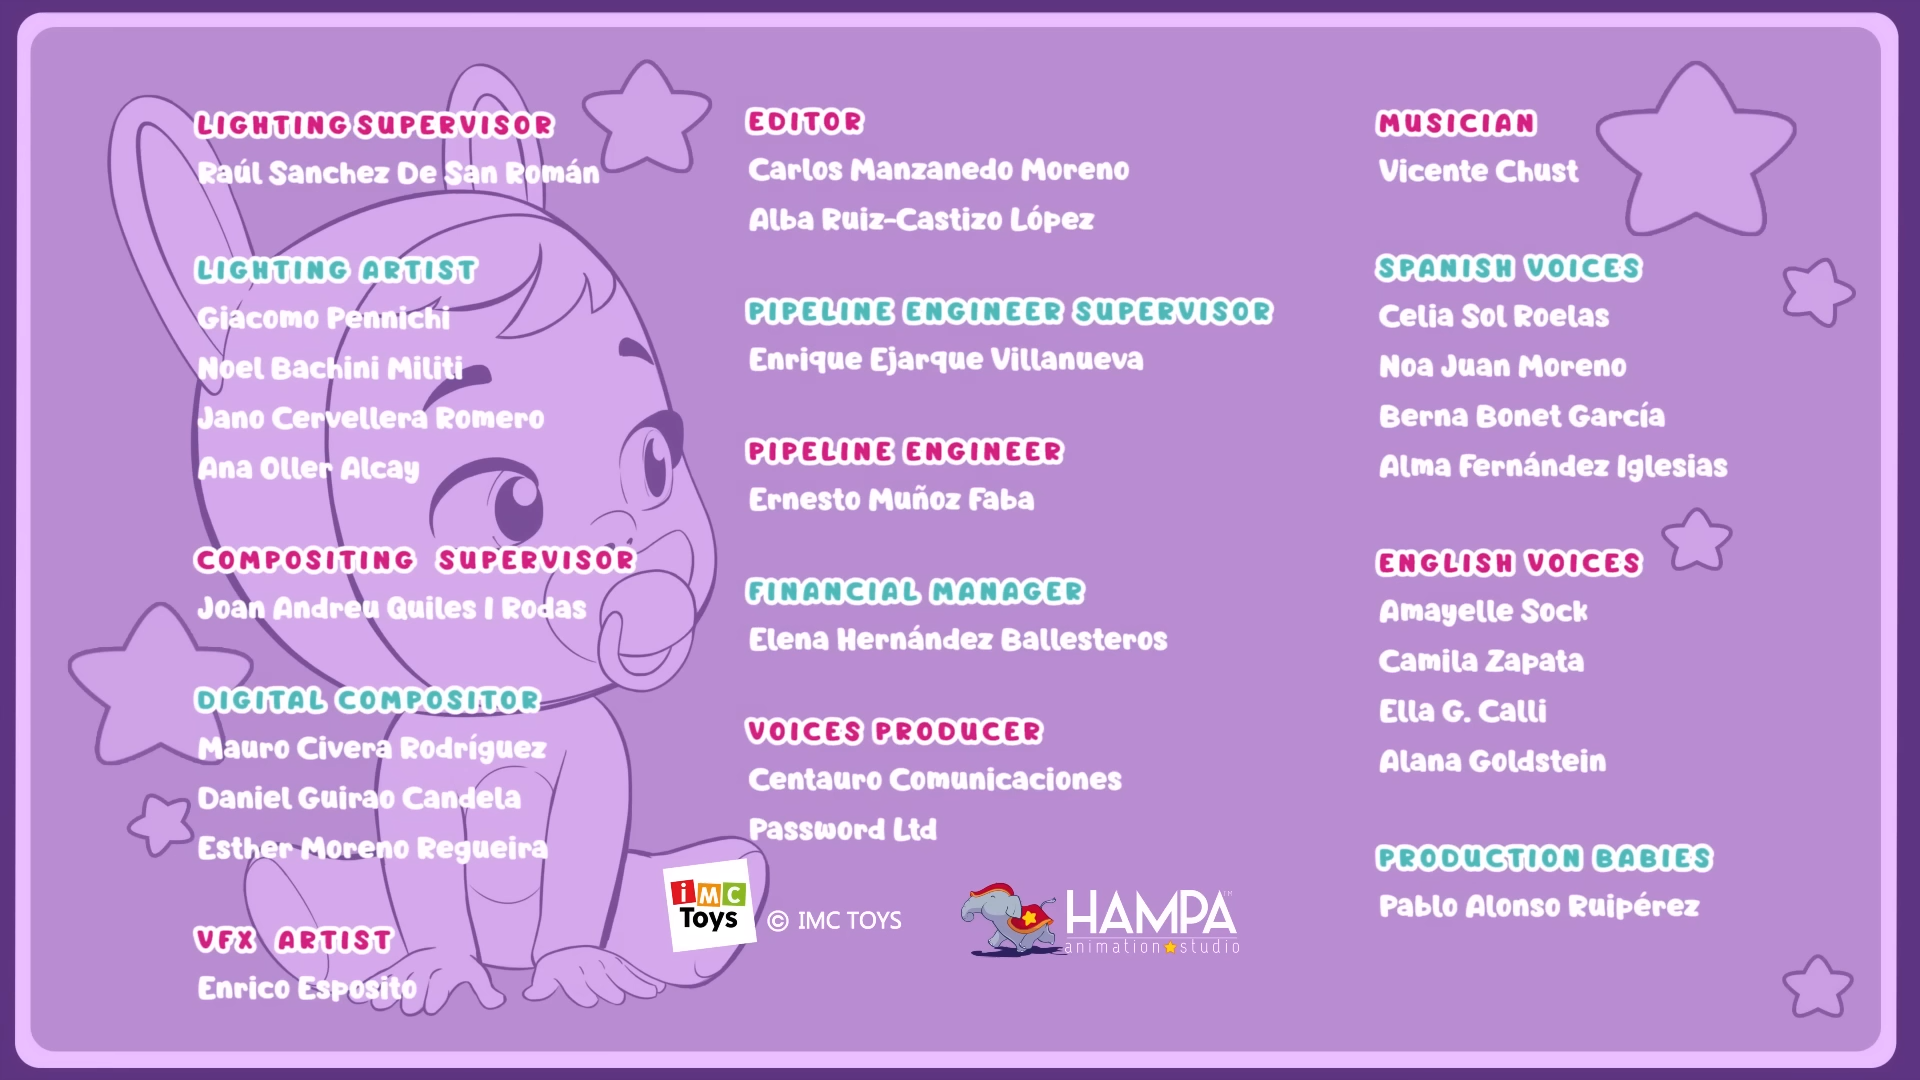 LIGHTING SUPERVISOR
Raúl Sanchez De San Román
LIGHTING ARTIST
Giacomo Pennichi
Noel Bachini Militi
Jano Cervellera Romero
Ana Oller Alcay
COMPOSITING SUPERVISOR
Joan Andreu Quiles I Rodas
DIGITAL COMPOSITOR
Mauro Civera Rodríguez
Daniel Guirao Candela
Esther Moreno Regueira
VFX ARTIST
Enrico Esposito
EDITOR
Carlos Manzanedo Moreno
Alba Ruiz-Castizo López
PIPELINE ENGINEER SUPERVISOR
Enrique Ejarque Villanueva
PIPELINE ENGINEER
Ernesto Muñoz Faba
FINANCIAL MANAGER
Elena Hernández Ballesteros
VOICES PRODUCER
Centauro Comunicaciones
Password Ltd
iMC
Toys
© IMC TOYS
HAMPA™
animation studio
MUSICIAN
Vicente Chust
SPANISH VOICES
Celia Sol Roelas
Noa Juan Moreno
Berna Bonet García
Alma Fernández Iglesias
ENGLISH VOICES
Amayelle Sock
Camila Zapata
Ella G. Calli
Alana Goldstein
PRODUCTION BABIES
Pablo Alonso Ruipérez